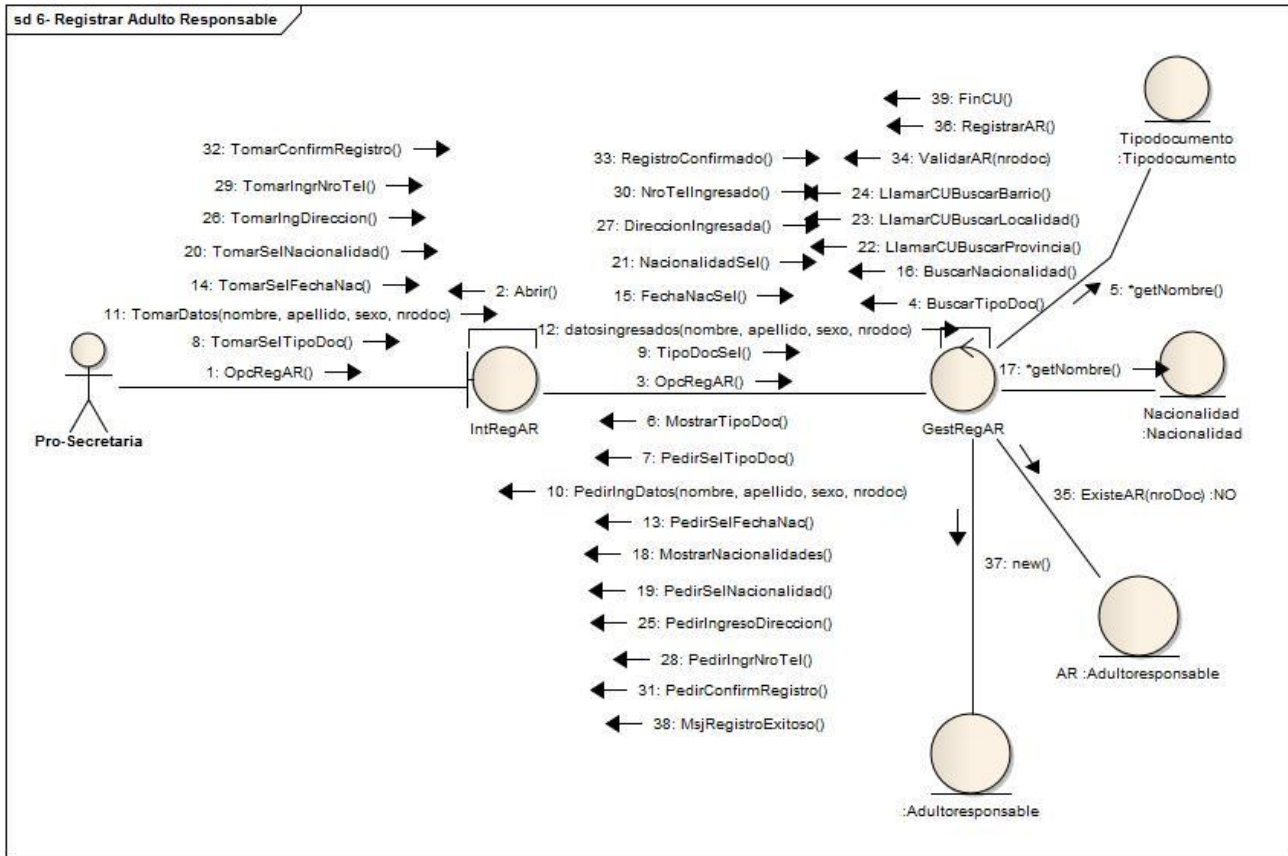 sd 6- Registrar Adulto Responsable
39: FinCU()
36: RegistrarAR()
Tipodocumento
:Tipodocumento
32: TomarConfirmRegistro()
33: RegistroConfirmado()
34: ValidarAR(nrodoc)
29: TomarIngrNroTel()
30: NroTelIngresado()
24: LlamarCUBuscarBarrio()
26: TomarIngDireccion()
27: DireccionIngresada()
23: LlamarCUBuscarLocalidad()
20: TomarSelNacionalidad()
21: NacionalidadSel()
22: LlamarCUBuscarProvincia()
16: BuscarNacionalidad()
14: TomarSelFechaNac()
2: Abrir()
15: FechaNacSel()
4: BuscarTipoDoc()
5: *getNombre()
11: TomarDatos(nombre, apellido, sexo, nrodoc)
12: datosingresados(nombre, apellido, sexo, nrodoc)
8: TomarSelTipoDoc()
9: TipoDocSel()
1: OpcRegAR()
3: OpcRegAR()
17: *getNombre()
Pro-Secretaria
IntRegAR
GestRegAR
Nacionalidad
:Nacionalidad
6: MostrarTipoDoc()
7: PedirSelTipoDoc()
10: PedirIngDatos(nombre, apellido, sexo, nrodoc)
35: ExisteAR(nroDoc) :NO
13: PedirSelFechaNac()
18: MostrarNacionalidades()
37: new()
19: PedirSelNacionalidad()
25: PedirIngresoDireccion()
28: PedirIngrNroTel()
AR :Adultoresponsable
31: PedirConfirmRegistro()
38: MsjRegistroExitoso()
:Adultoresponsable